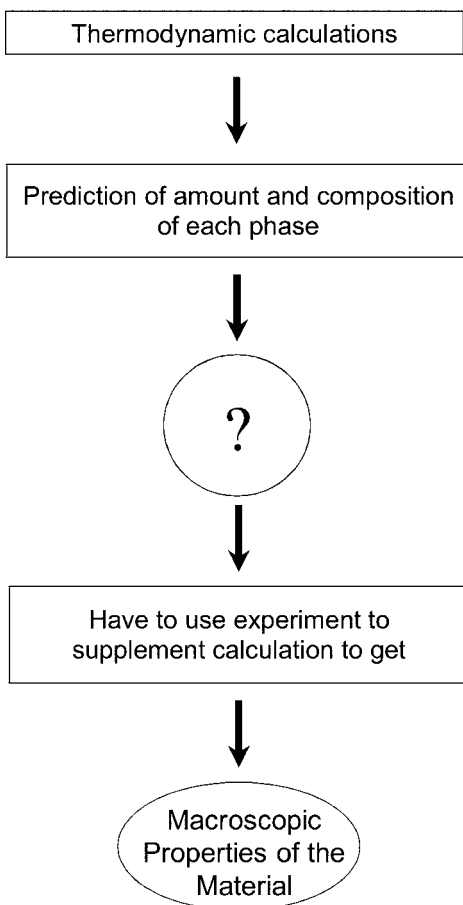 Thermodynamic calculations
Prediction of amount and composition
of each phase
?
Have to use experiment to
supplement calculation to get
Macroscopic
Properties of the
Material